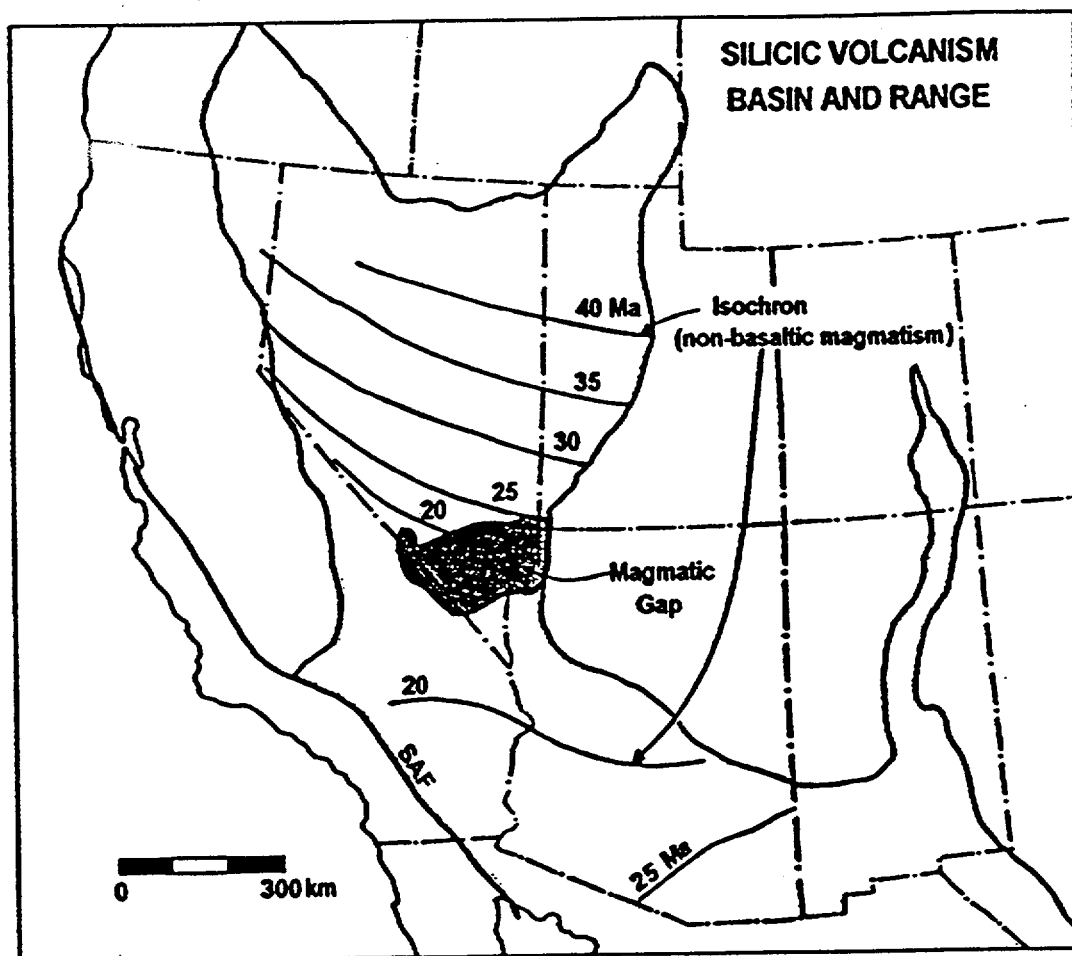 SILICIC VOLCANISM
BASIN AND RANGE
40 Ma
Isochron
(non-basaltic magmatism)
35
30
25
20
Magmatic
Gap
20
SAF
25 Ma
0 300 km